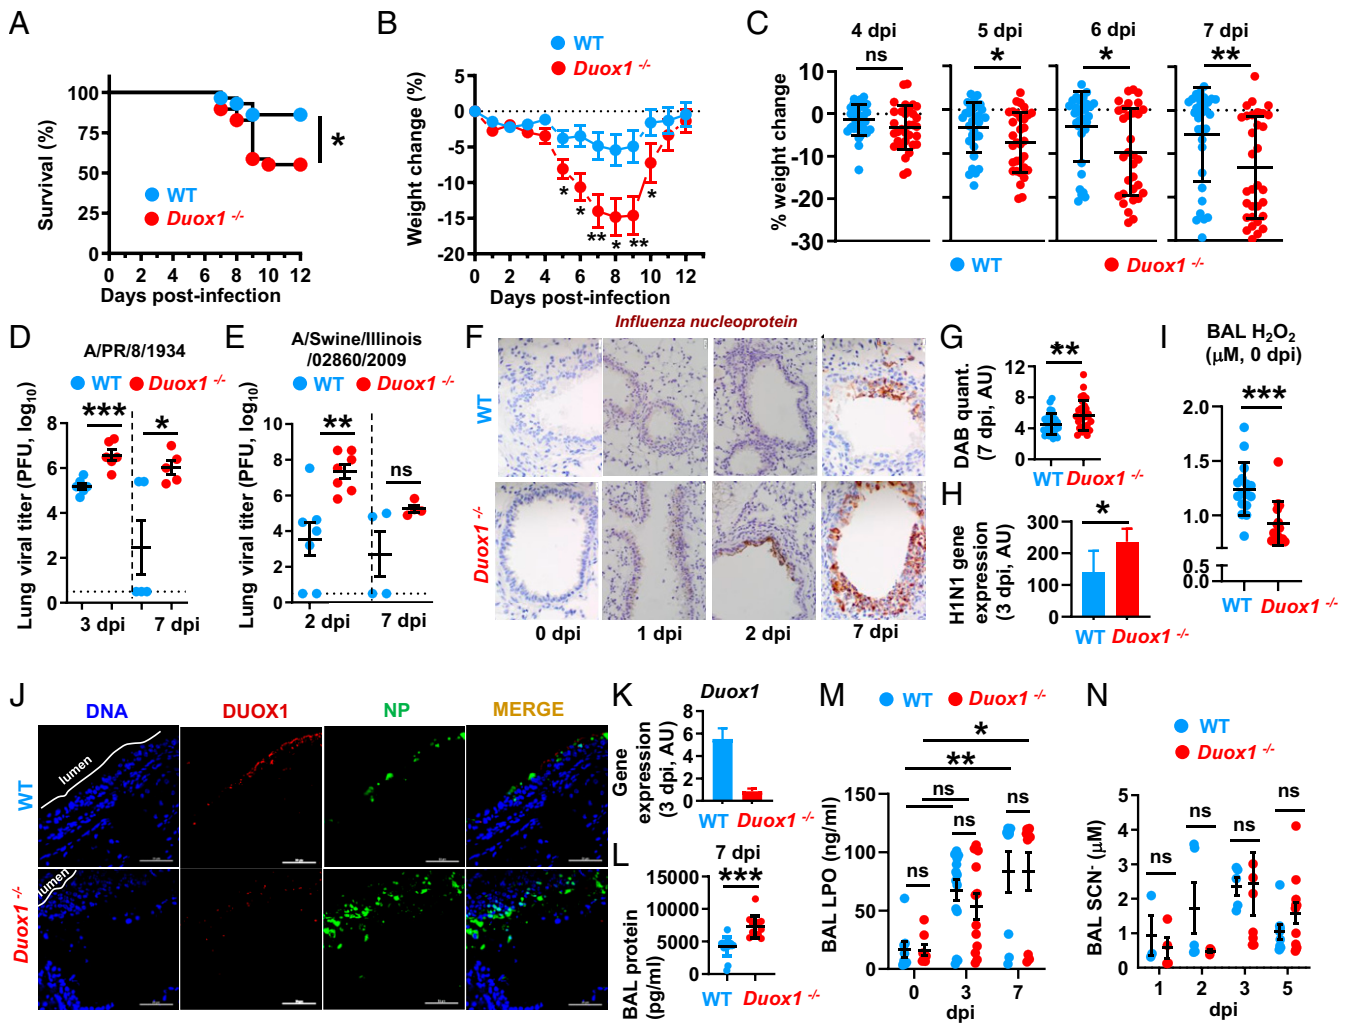 A
Survival (%)
100
75
50
25
0
WT
Duox1 -/-
*
0 2 4 6 8 10 12
Days post-infection
B
WT
Duox1 -/-
Weight change (%)
5
0
-5
-10
-15
-20
* * ** * ** *
0 2 4 6 8 10 12
Days post-infection
C
4 dpi 5 dpi 6 dpi 7 dpi
ns * * **
% weight change
10
0
-10
-20
-30
WT Duox1 -/-
D
A/PR/8/1934
WT Duox1 -/-
Lung viral titer (PFU, log10)
8
6
4
2
0
*** *
3 dpi 7 dpi
E
A/Swine/Illinois
/02860/2009
WT Duox1 -/-
Lung viral titer (PFU, log10)
10
8
6
4
2
0
** ns
2 dpi 7 dpi
F
Influenza nucleoprotein
WT
Duox1 -/-
0 dpi 1 dpi 2 dpi 7 dpi
G
DAB quant.
(7 dpi, AU)
12
8
4
0
**
WT Duox1 -/-
H
H1N1 gene
expression
(3 dpi, AU)
300
200
100
0
*
WT Duox1 -/-
I
BAL H2O2
(μM, 0 dpi)
***
2.0
1.5
1.0
0.5
0.0
WT Duox1 -/-
J
DNA DUOX1 NP MERGE
WT
lumen
Duox1 -/-
lumen
K
Duox1
Gene
expression
(3 dpi, AU)
8
6
4
2
0
WT Duox1 -/-
L
7 dpi
***
BAL protein
(pg/ml)
15000
10000
5000
0
WT Duox1 -/-
M
WT Duox1 -/-
*
**
ns
ns ns ns
BAL LPO (ng/ml)
150
100
50
0
0 3 7
dpi
N
WT
Duox1 -/-
BAL SCN- (μM)
5
4
3
2
1
0
ns ns ns ns
1 2 3 5
dpi